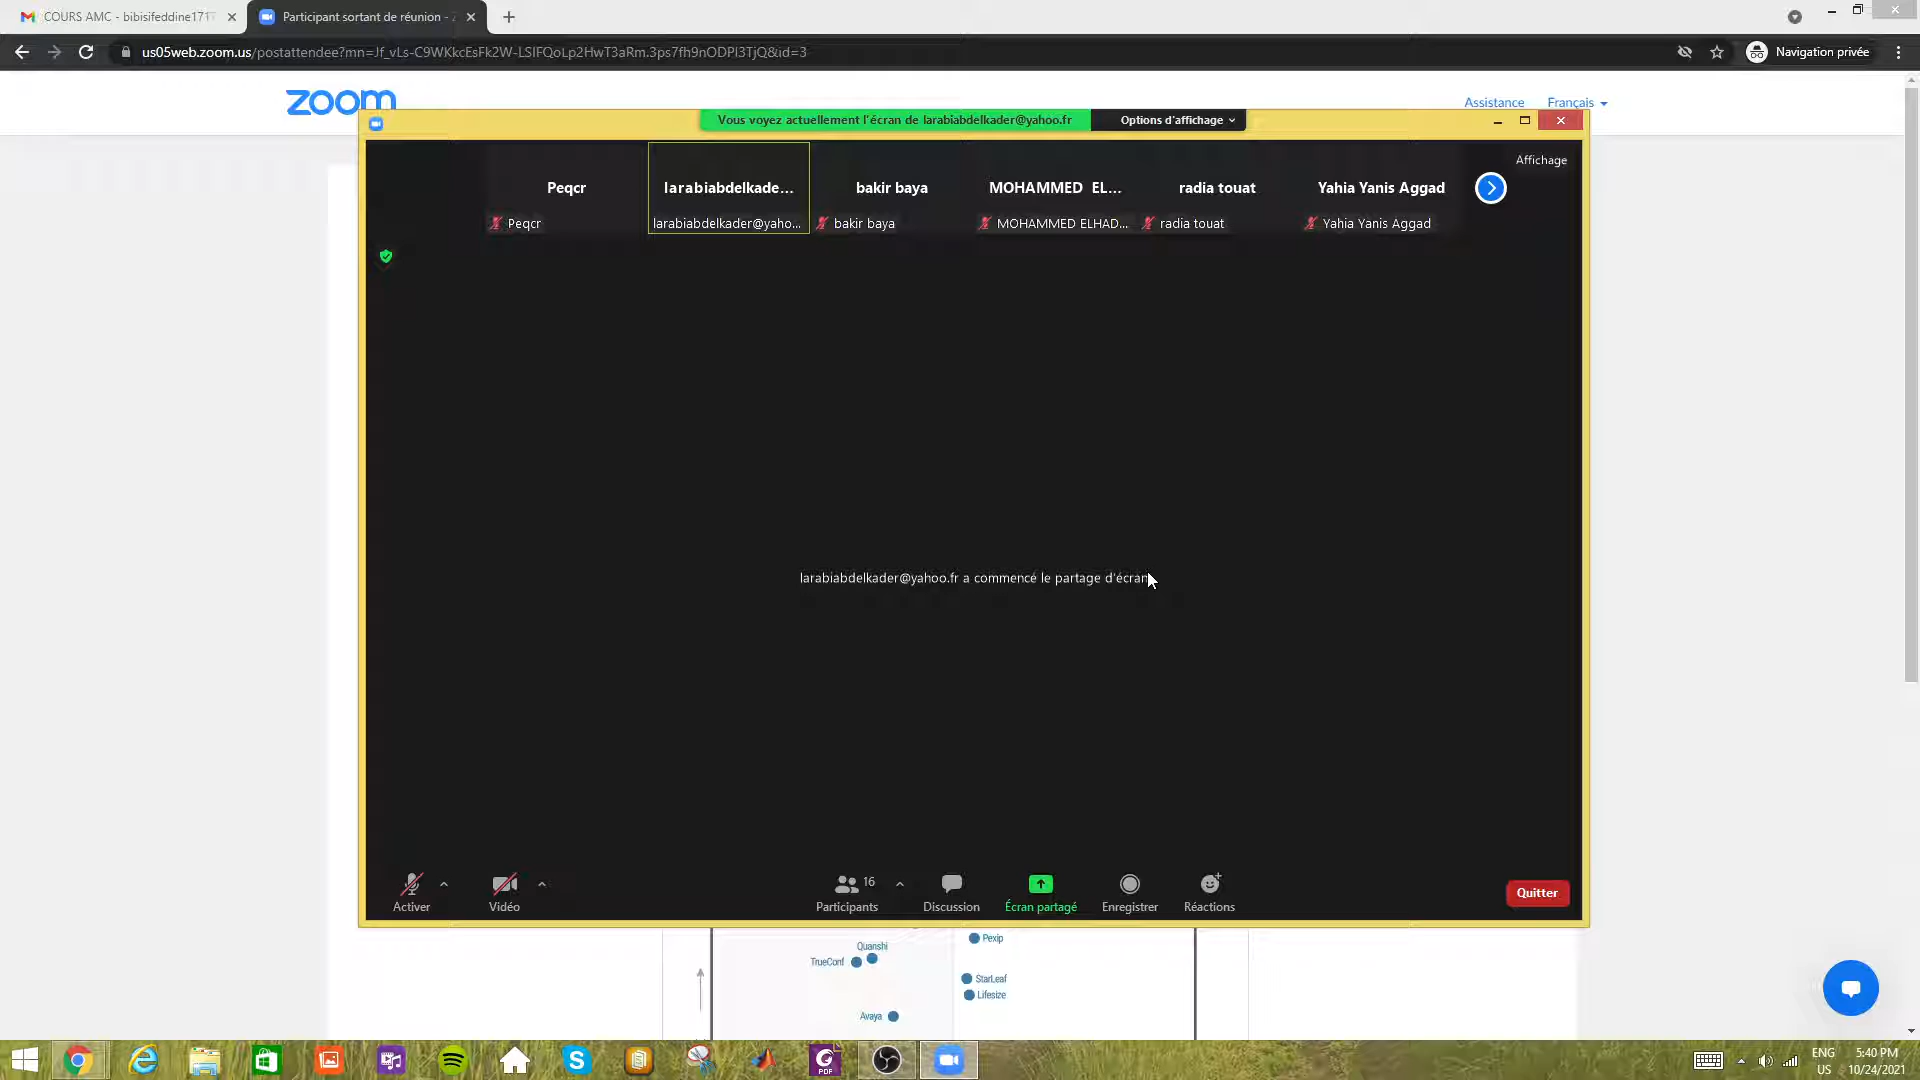 COURS AMC - bibisifeddine171
Participant sortant de réunion -
us05web.zoom.us/postattendee?mn=Jf_vLs-C9WKkcEsFk2W-LSIFQoLp2HwT3aRm.3ps7fh9nODPI3TjQ&id=3
Navigation privée
zoom
Assistance
Français
Vous voyez actuellement l'écran de larabiabdelkader@yahoo.fr
Options d'affichage
Affichage
Peqcr
larabiabdelkade...
bakir baya
MOHAMMED EL...
radia touat
Yahia Yanis Aggad
Peqcr
larabiabdelkader@yaho...
bakir baya
MOHAMMED ELHAD...
radia touat
Yahia Yanis Aggad
larabiabdelkader@yahoo.fr a commencé le partage d'écran
Activer
Vidéo
16
Participants
Discussion
Écran partagé
Enregistrer
Réactions
Quitter
Pexip
Quanshi
TrueConf
StarLeaf
Lifesize
Avaya
PDF
ENG
US
5:40 PM
10/24/2021